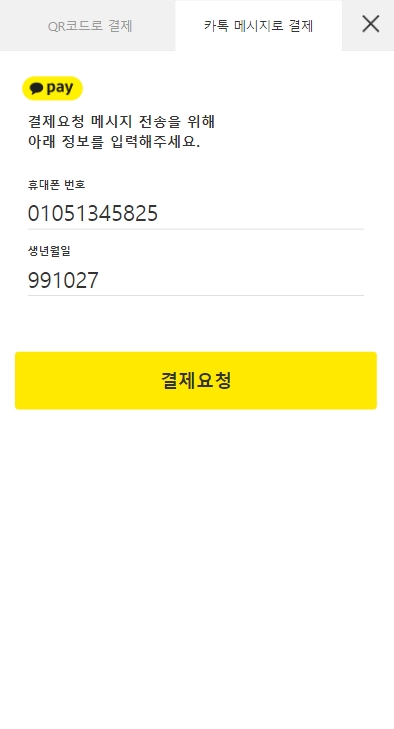 QR코드로 결제
카톡 메시지로 결제
pay
결제요청 메시지 전송을 위해
아래 정보를 입력해주세요.
휴대폰 번호
01051345825
생년월일
991027
결제요청